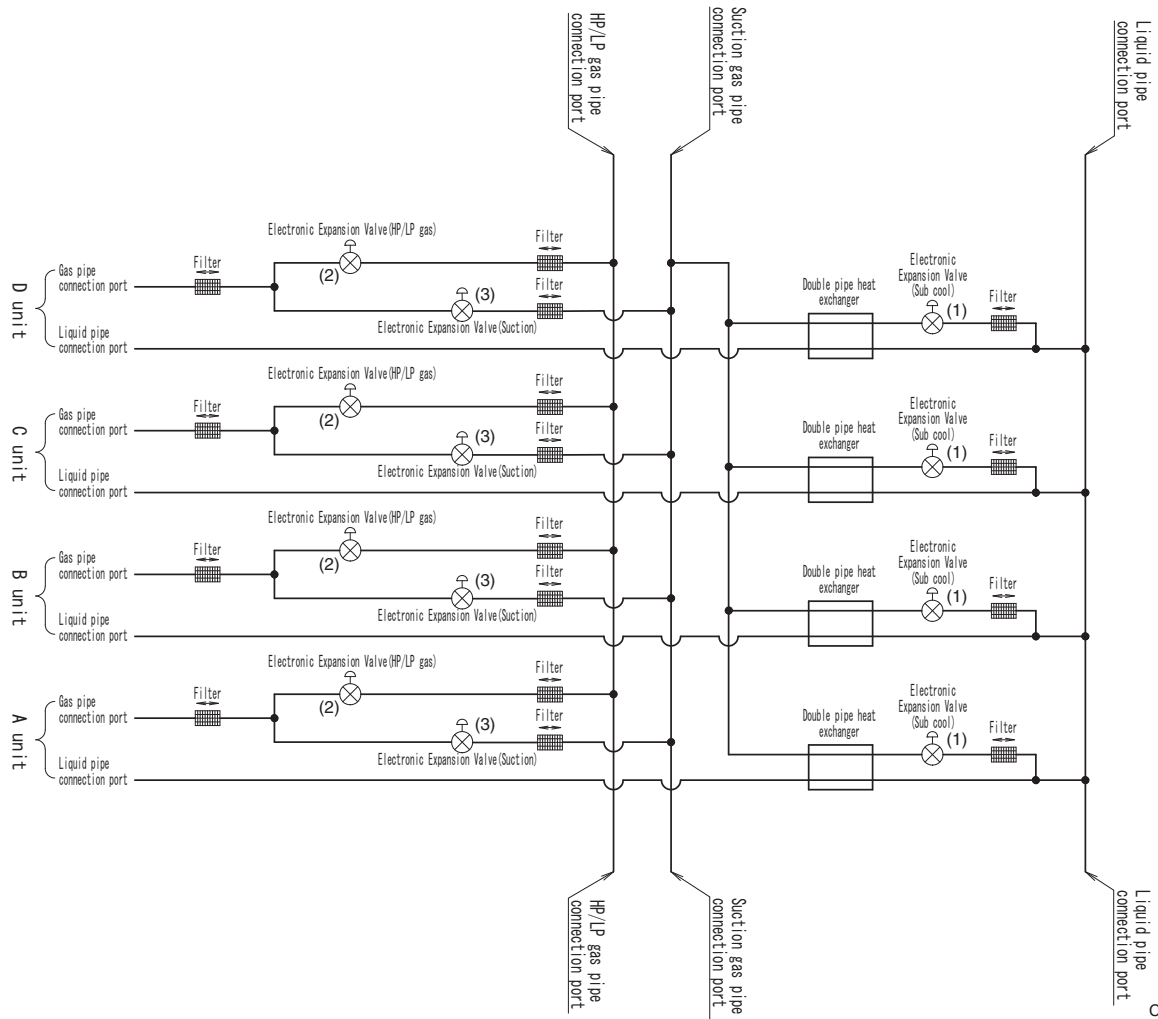 HP/LP gas pipe
connection port
Suction gas pipe
connection port
Liquid pipe
connection port
D unit
Gas pipe
connection port
Liquid pipe
connection port
Filter
Electronic Expansion Valve(HP/LP gas)
(2)
Filter
(3)
Electronic Expansion Valve(Suction)
Filter
Double pipe heat
exchanger
Electronic
Expansion Valve
(Sub cool)
(1)
Filter
C unit
Gas pipe
connection port
Liquid pipe
connection port
Filter
Electronic Expansion Valve(HP/LP gas)
(2)
Filter
(3)
Electronic Expansion Valve(Suction)
Filter
Double pipe heat
exchanger
Electronic
Expansion Valve
(Sub cool)
(1)
Filter
B unit
Gas pipe
connection port
Liquid pipe
connection port
Filter
Electronic Expansion Valve(HP/LP gas)
(2)
Filter
(3)
Electronic Expansion Valve(Suction)
Filter
Double pipe heat
exchanger
Electronic
Expansion Valve
(Sub cool)
(1)
Filter
A unit
Gas pipe
connection port
Liquid pipe
connection port
Filter
Electronic Expansion Valve(HP/LP gas)
(2)
Filter
(3)
Electronic Expansion Valve(Suction)
Filter
Double pipe heat
exchanger
Electronic
Expansion Valve
(Sub cool)
(1)
Filter
HP/LP gas pipe
connection port
Suction gas pipe
connection port
Liquid pipe
connection port